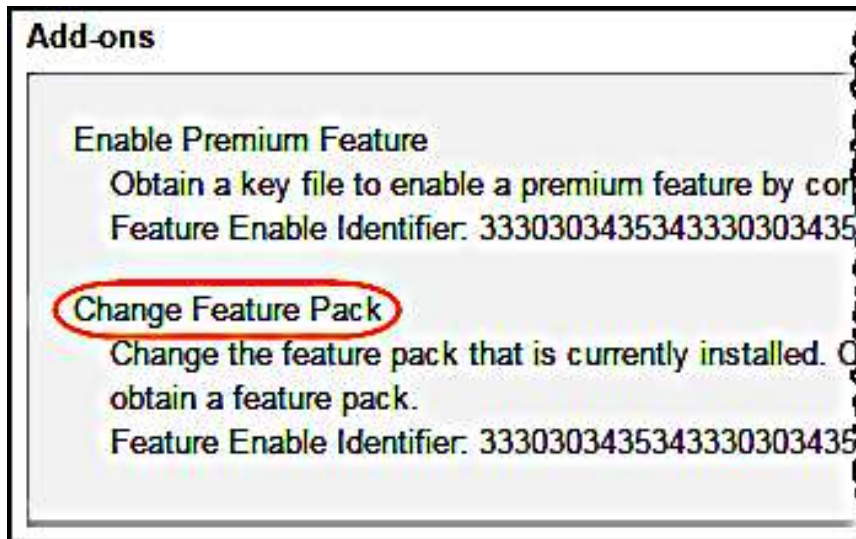 Add-ons
Enable Premium Feature
Obtain a key file to enable a premium feature by con
Feature Enable Identifier: 3330303435343330303435
Change Feature Pack
Change the feature pack that is currently installed. C
obtain a feature pack.
Feature Enable Identifier: 3330303435343330303435